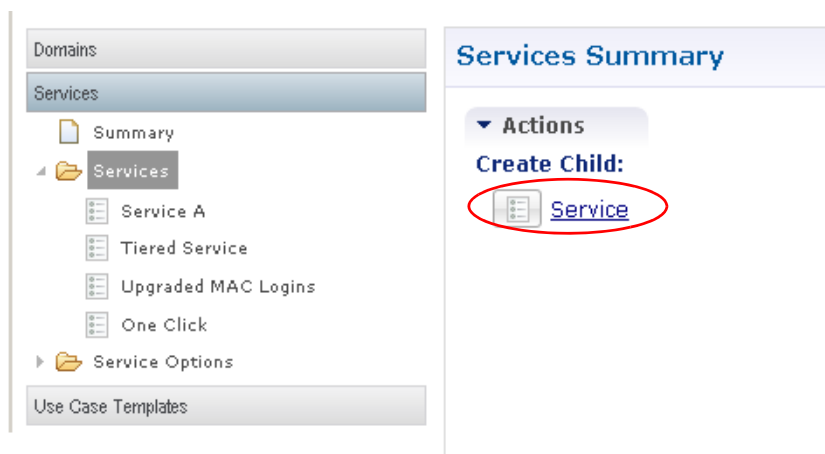 Domains
Services
Summary
Services
Service A
Tiered Service
Upgraded MAC Logins
One Click
Service Options
Use Case Templates
Services Summary
Actions
Create Child:
Service